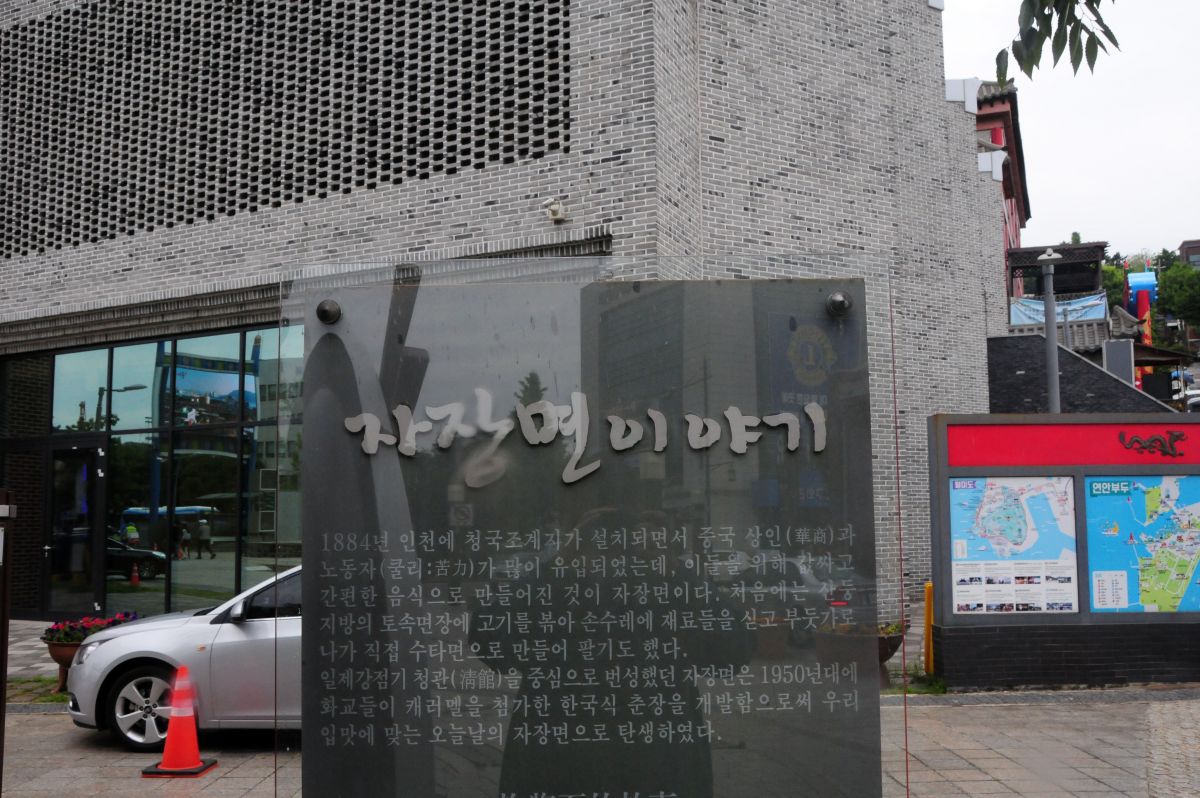 자장면이야기
1884년 인천에 청국조계지가 설치되면서 중국 상인(華商)과
노동자(쿨리:苦力)가 많이 유입되었는데, 이들을 위해 값싸고
간편한 음식으로 만들어진 것이 자장면이다. 처음에는 산둥
지방의 토속면장에 고기를 볶아 손수레에 재료들을 싣고 부둣가로
나가 직접 수타면으로 만들어 팔기도 했다.
일제강점기 청관(清館)을 중심으로 번성했던 자장면은 1950년대에
화교들이 캐러멜을 첨가한 한국식 춘장을 개발함으로써 우리
입맛에 맞는 오늘날의 자장면으로 탄생하였다.
월미도
연안부두